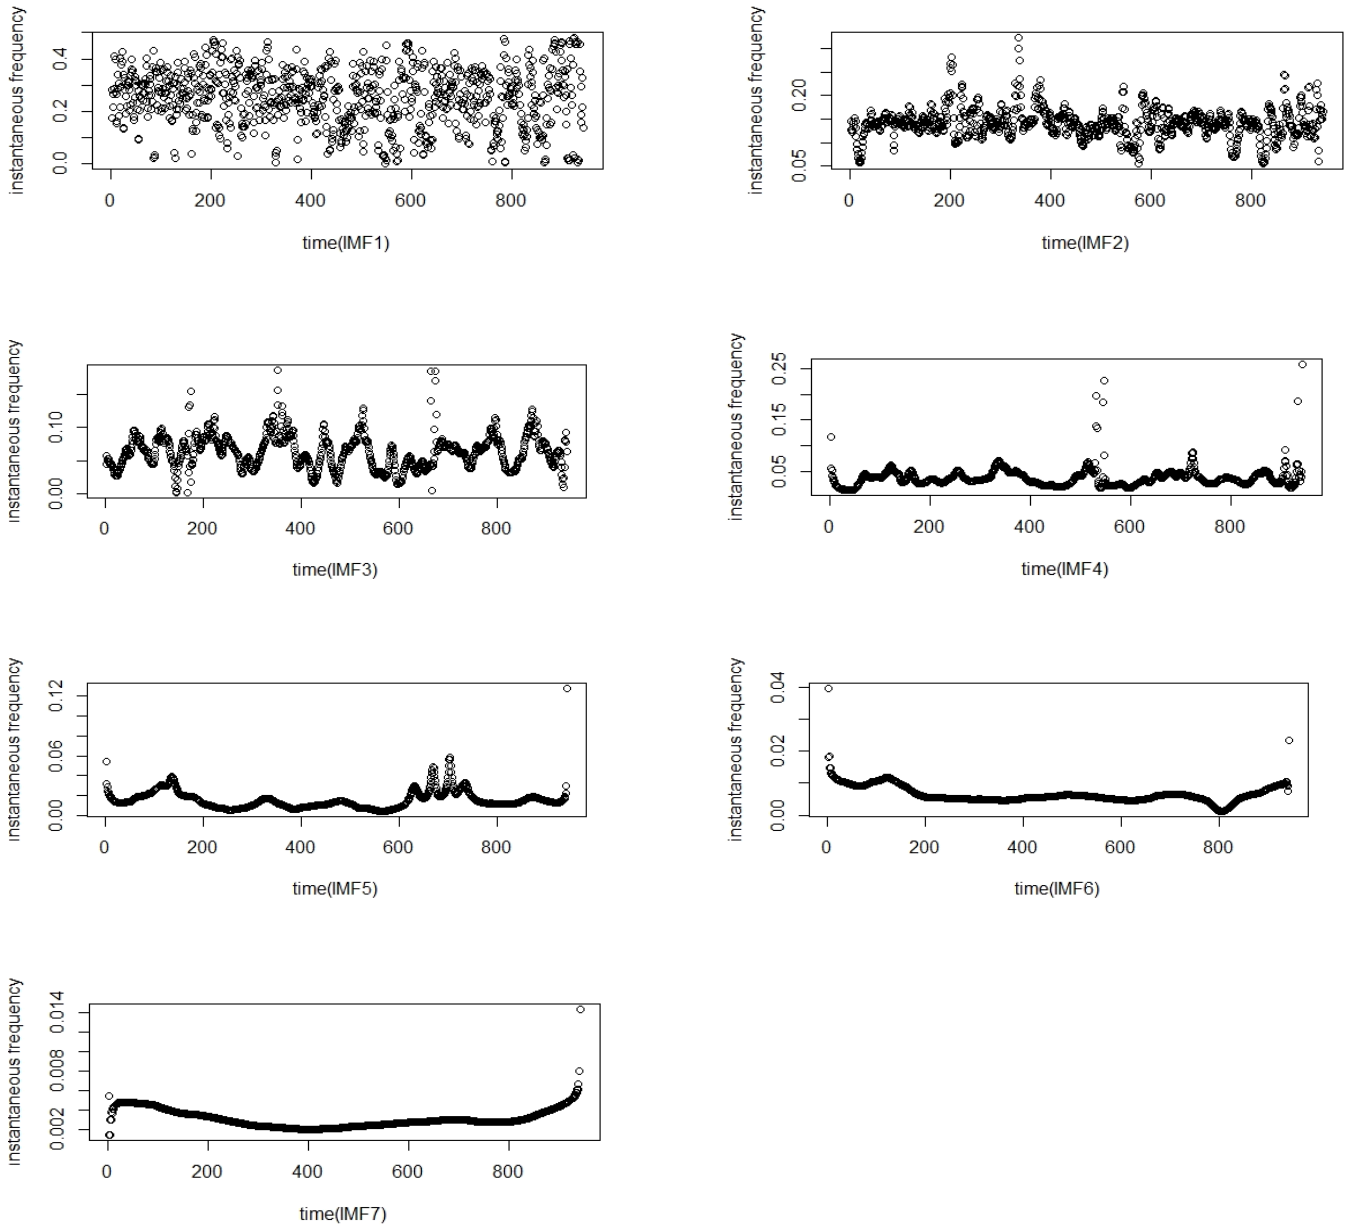 instantaneous frequency
0.0 0.2 0.4
0 200 400 600 800
time(IMF1)
instantaneous frequency
0.05 0.20
0 200 400 600 800
time(IMF2)
instantaneous frequency
0.00 0.10
0 200 400 600 800
time(IMF3)
instantaneous frequency
0.05 0.15 0.25
0 200 400 600 800
time(IMF4)
instantaneous frequency
0.00 0.06 0.12
0 200 400 600 800
time(IMF5)
instantaneous frequency
0.00 0.02 0.04
0 200 400 600 800
time(IMF6)
instantaneous frequency
0.002 0.008 0.014
0 200 400 600 800
time(IMF7)